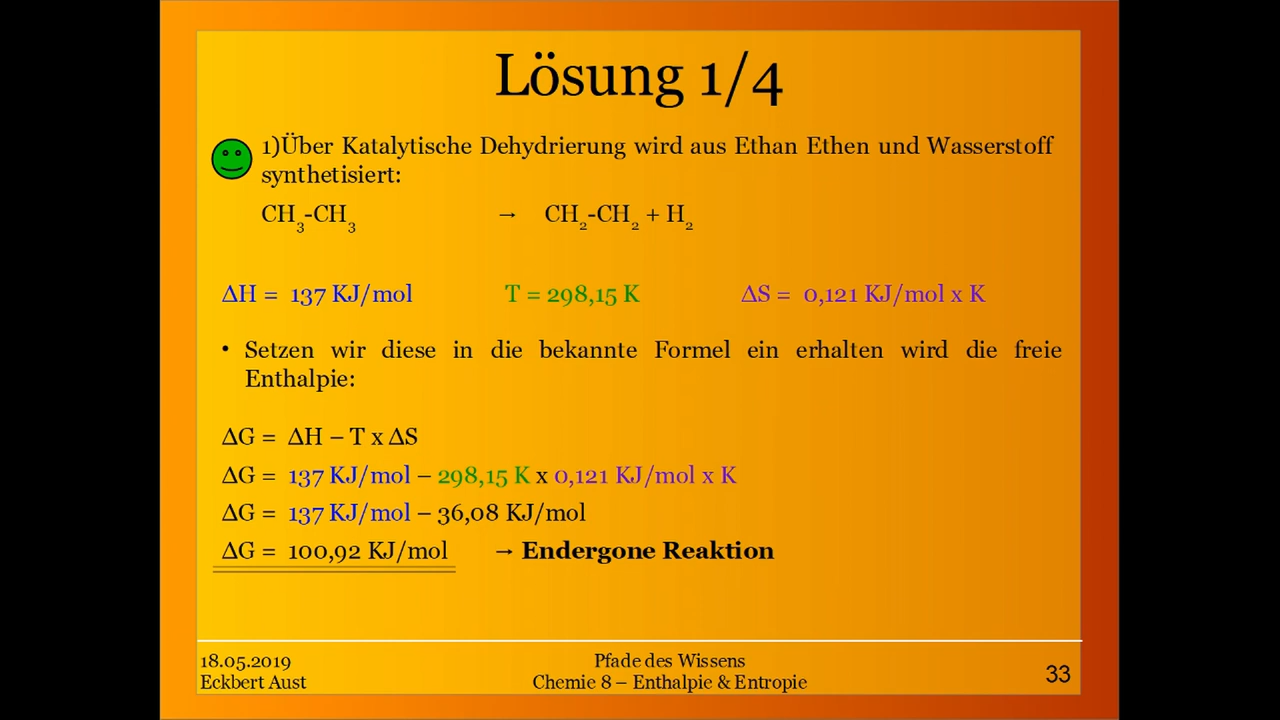 Lösung 1/4
1)Über Katalytische Dehydrierung wird aus Ethan Ethen und Wasserstoff
synthetisiert:
CH₃-CH₃ → CH₂-CH₂ + H₂
ΔH = 137 KJ/mol T = 298,15 K ΔS = 0,121 KJ/mol x K
• Setzen wir diese in die bekannte Formel ein erhalten wird die freie
Enthalpie:
ΔG = ΔH – T x ΔS
ΔG = 137 KJ/mol – 298,15 K x 0,121 KJ/mol x K
ΔG = 137 KJ/mol – 36,08 KJ/mol
ΔG = 100,92 KJ/mol → Endergone Reaktion
18.05.2019 Pfade des Wissens
Eckbert Aust Chemie 8 – Enthalpie & Entropie 33